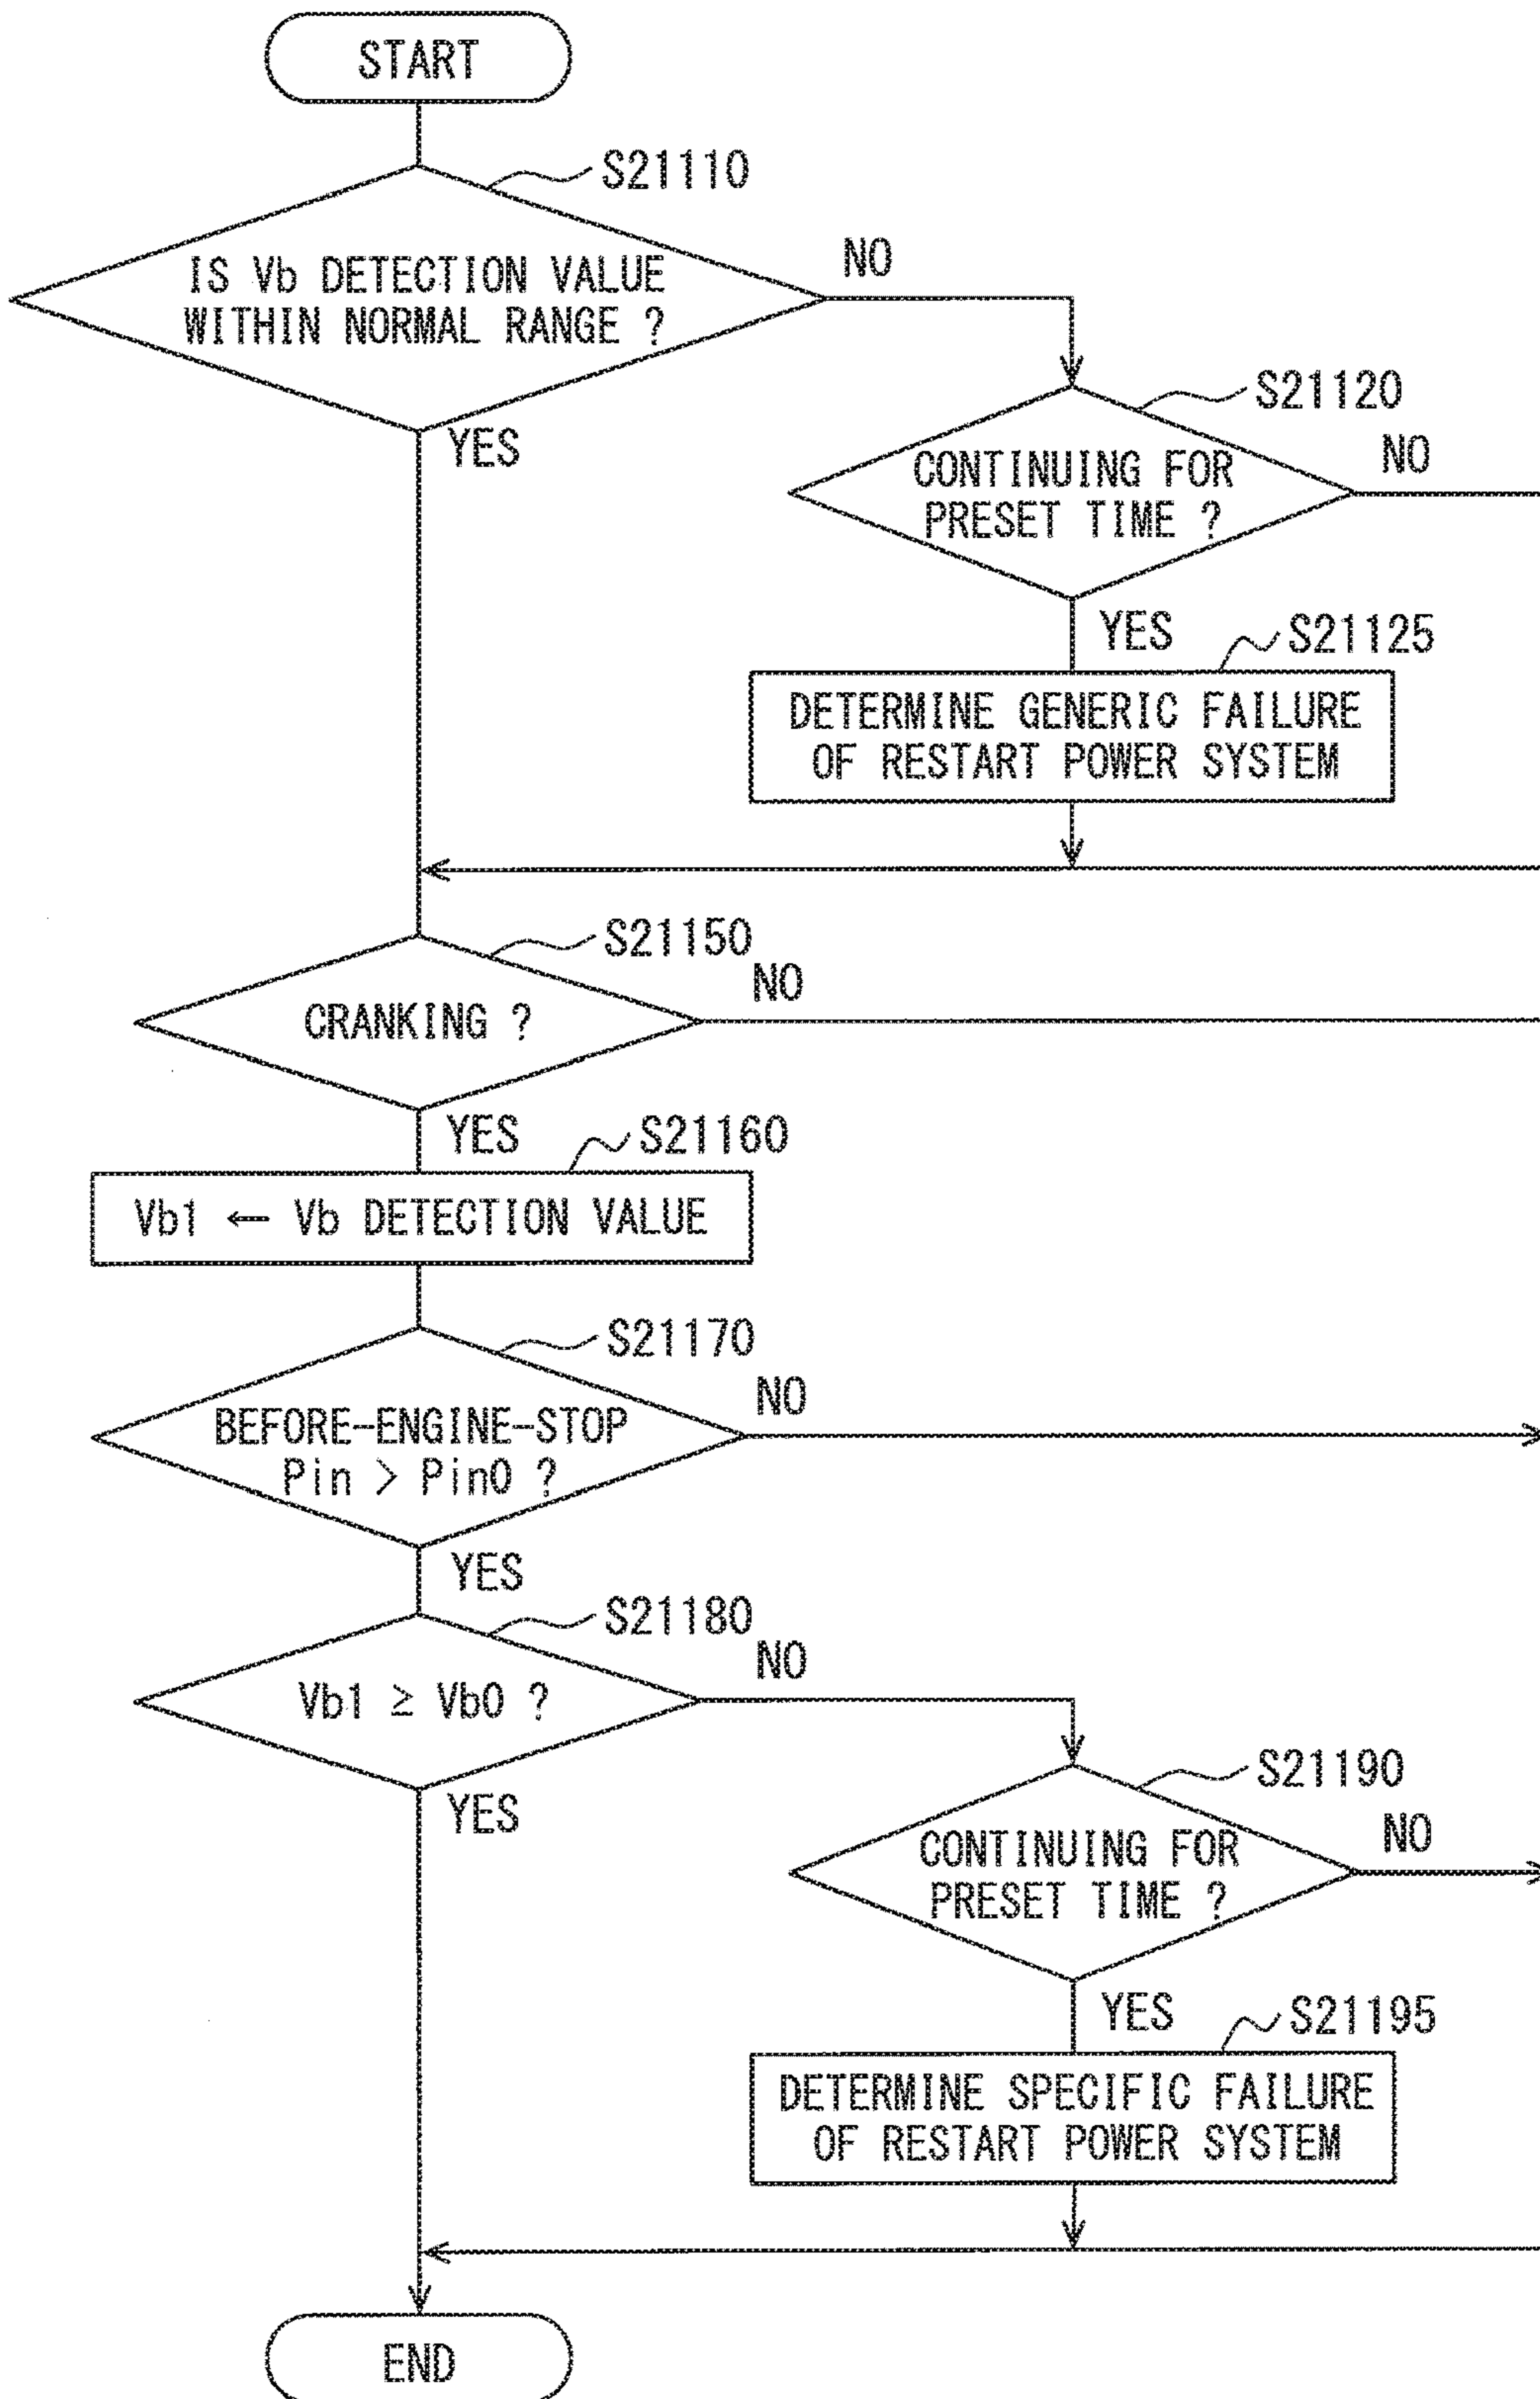 START
S21110
IS Vb DETECTION VALUE
WITHIN NORMAL RANGE ?
NO
YES
S21120
CONTINUING FOR
PRESET TIME ?
NO
YES
S21125
DETERMINE GENERIC FAILURE
OF RESTART POWER SYSTEM
S21150
CRANKING ?
NO
YES
S21160
Vb1 ← Vb DETECTION VALUE
S21170
BEFORE-ENGINE-STOP
Pin > Pin0 ?
NO
YES
S21180
Vb1 ≥ Vb0 ?
NO
YES
S21190
CONTINUING FOR
PRESET TIME ?
NO
YES
S21195
DETERMINE SPECIFIC FAILURE
OF RESTART POWER SYSTEM
END